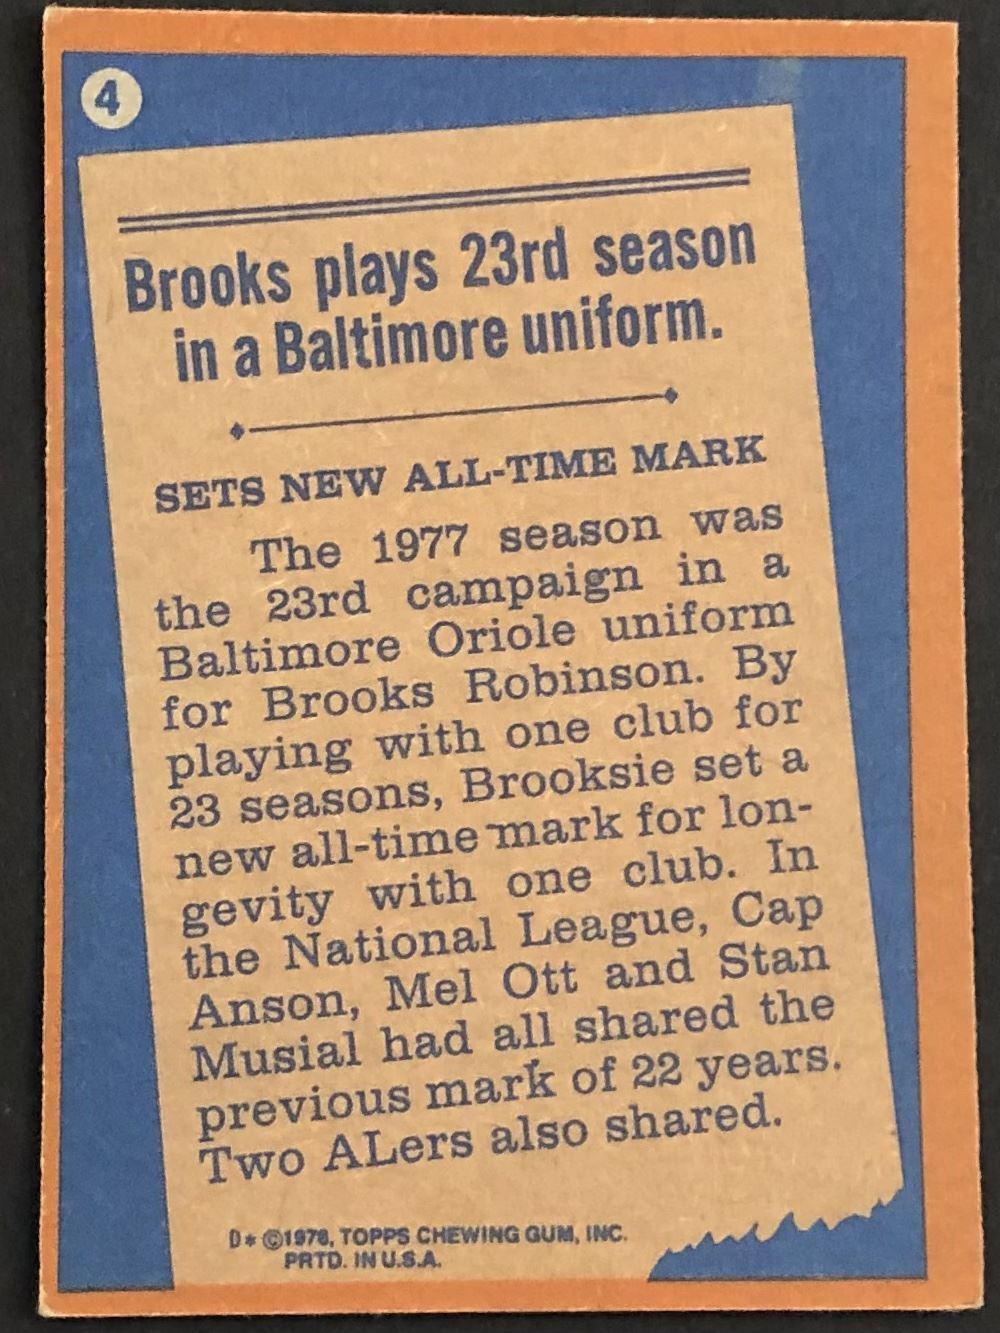 4
Brooks plays 23rd season
in a Baltimore uniform.
SETS NEW ALL-TIME MARK
The 1977 season was
the 23rd campaign in a
Baltimore Oriole uniform
for Brooks Robinson. By
playing with one club for
23 seasons, Brooksie set a
new all-time mark for lon-
gevity with one club. In
the National League, Cap
Anson, Mel Ott and Stan
Musial had all shared the
previous mark of 22 years.
Two ALers also shared.
D* ©1978, TOPPS CHEWING GUM, INC.
PRTD. IN U.S.A.